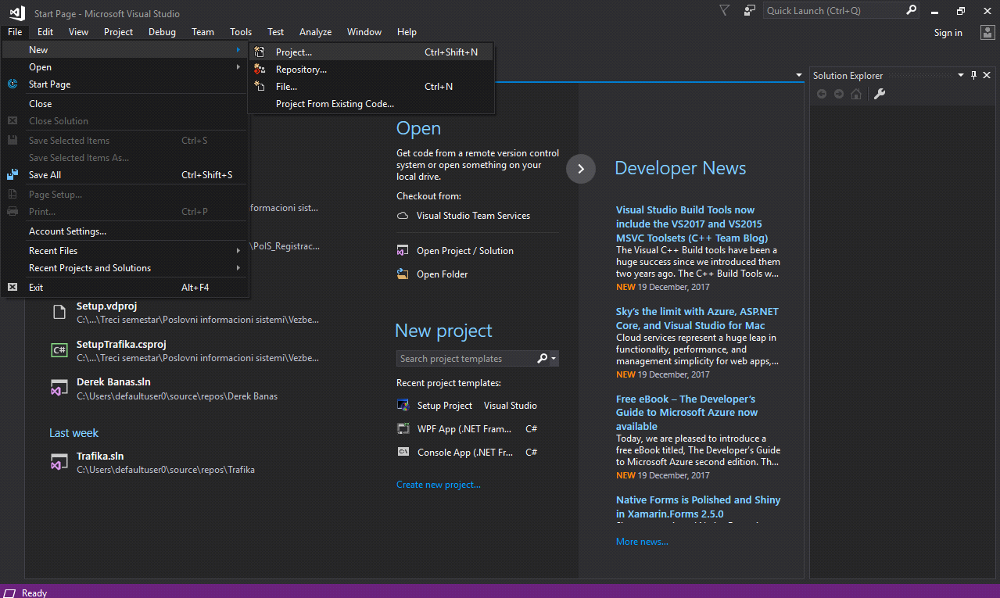 Start Page - Microsoft Visual Studio
Quick Launch (Ctrl+Q)
File Edit View Project Debug Team Tools Test Analyze Window Help
Sign in
New
Open
Start Page
Close
Close Solution
Save Selected Items Ctrl+S
Save Selected Items As...
Save All Ctrl+Shift+S
Page Setup...
Print... Ctrl+P
Account Settings...
Recent Files
Recent Projects and Solutions
Exit Alt+F4
Project... Ctrl+Shift+N
Repository...
File... Ctrl+N
Project From Existing Code...
formacioni sist...
\PoIS_Registrac...
Setup.vdproj
C:\...\Treci semestar\Poslovni informacioni sistemi\Vezbe...
C#
SetupTrafika.csproj
C:\...\Treci semestar\Poslovni informacioni sistemi\Vezbe...
Derek Banas.sln
C:\Users\defaultuser0\source\repos\Derek Banas
Last week
Trafika.sln
C:\Users\defaultuser0\source\repos\Trafika
Open
Get code from a remote version control
system or open something on your
local drive.
Checkout from:
Visual Studio Team Services
Open Project / Solution
Open Folder
New project
Search project templates
Recent project templates:
Setup Project Visual Studio
WPF App (.NET Fram... C#
Console App (.NET Fr... C#
Create new project...
Developer News
Visual Studio Build Tools now
include the VS2017 and VS2015
MSVC Toolsets (C++ Team Blog)
The Visual C++ Build tools have been a
huge success since we introduced them
two years ago. The C++ Build Tools w...
NEW 19 December, 2017
Sky's the limit with Azure, ASP.NET
Core, and Visual Studio for Mac
Cloud services represent a huge leap in
functionality, performance, and
management simplicity for web apps,...
NEW 19 December, 2017
Free eBook – The Developer's
Guide to Microsoft Azure now
available
Today, we are pleased to introduce a
free eBook titled, The Developer's Guide
to Microsoft Azure second edition. Th...
NEW 19 December, 2017
Native Forms is Polished and Shiny
in Xamarin.Forms 2.5.0
More news...
Solution Explorer
Ready